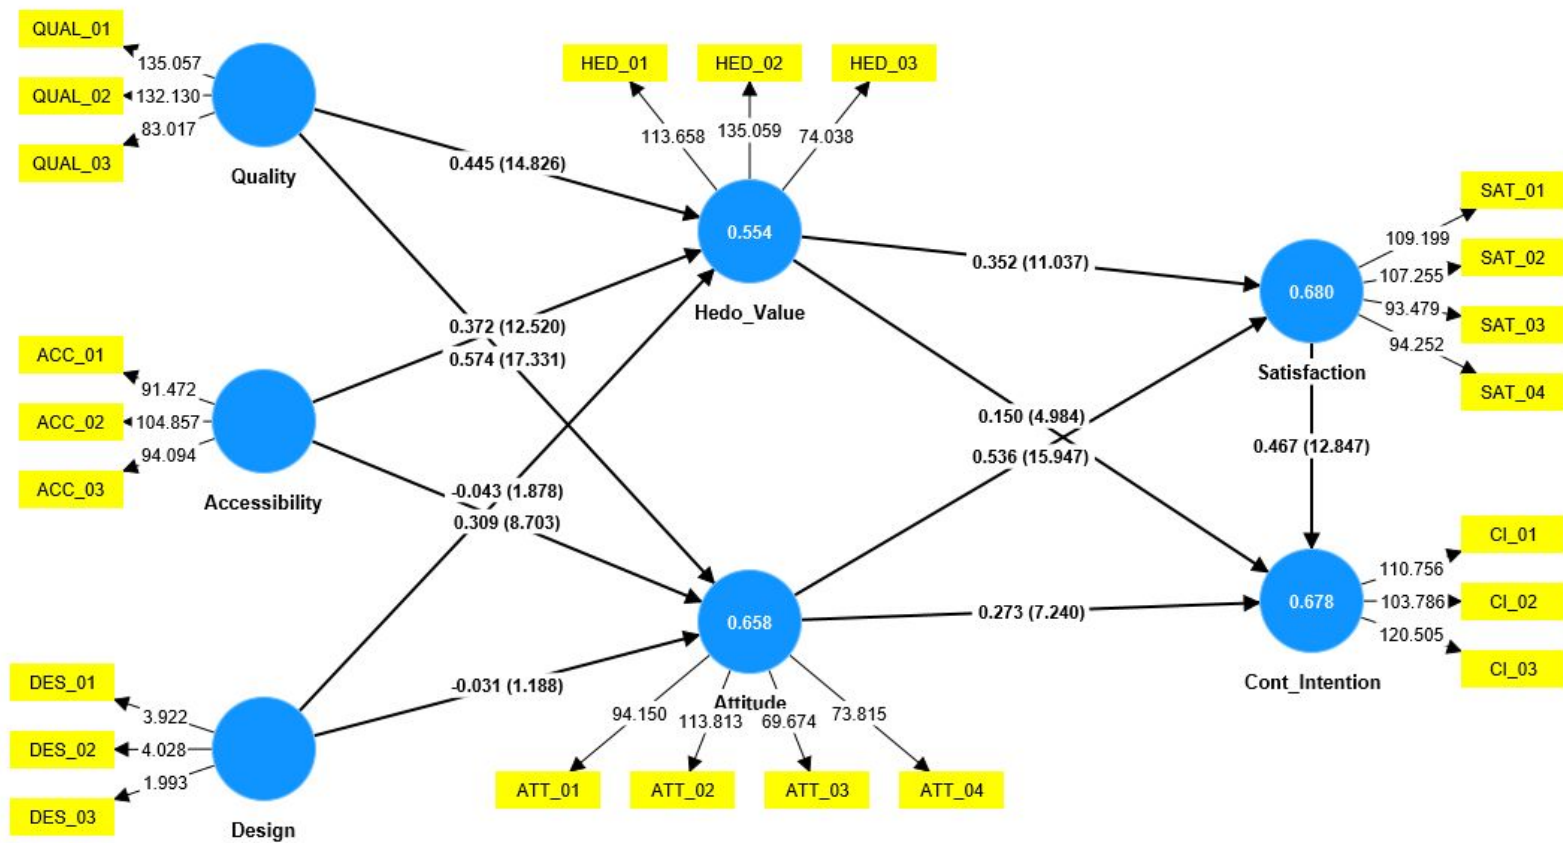 QUAL_01
135.057
QUAL_02
132.130
QUAL_03
83.017
Quality
HED_01
HED_02
HED_03
113.658
135.059
74.038
0.445 (14.826)
0.554
Hedo_Value
ACC_01
91.472
ACC_02
104.857
ACC_03
94.094
Accessibility
0.372 (12.520)
0.574 (17.331)
0.352 (11.037)
SAT_01
109.199
SAT_02
107.255
SAT_03
93.479
SAT_04
94.252
0.680
Satisfaction
0.150 (4.984)
0.536 (15.947)
0.467 (12.847)
-0.043 (1.878)
0.309 (8.703)
CI_01
110.756
CI_02
103.786
CI_03
120.505
0.678
Cont_Intention
0.658
0.273 (7.240)
DES_01
3.922
DES_02
4.028
DES_03
1.993
Design
-0.031 (1.188)
Attitude
94.150
113.813
69.674
73.815
ATT_01
ATT_02
ATT_03
ATT_04